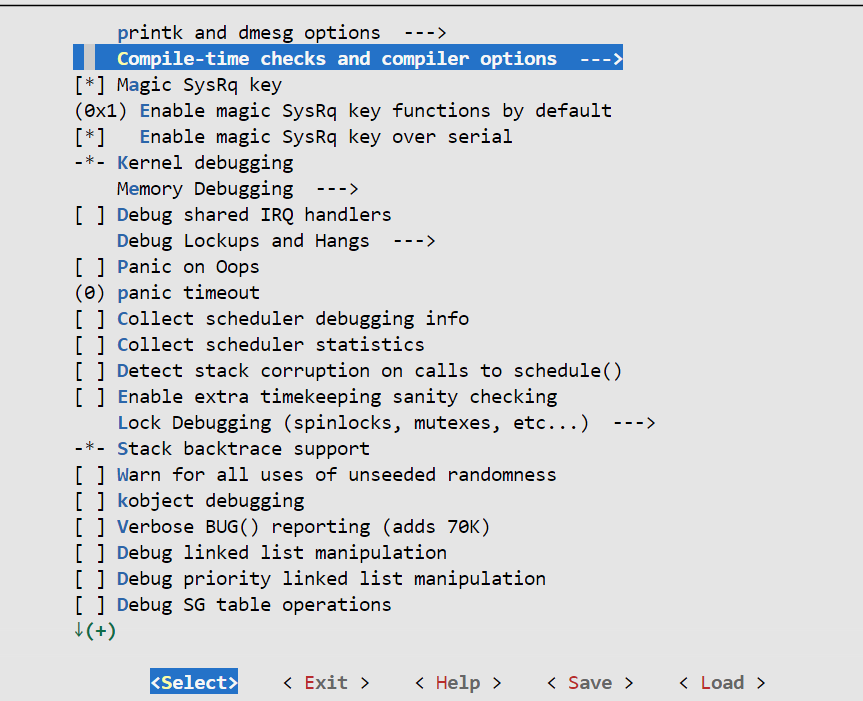 printk and dmesg options  --->
Compile-time checks and compiler options  --->
[*] Magic SysRq key
(0x1) Enable magic SysRq key functions by default
[*]   Enable magic SysRq key over serial
-*- Kernel debugging
Memory Debugging  --->
[ ] Debug shared IRQ handlers
Debug Lockups and Hangs  --->
[ ] Panic on Oops
(0) panic timeout
[ ] Collect scheduler debugging info
[ ] Collect scheduler statistics
[ ] Detect stack corruption on calls to schedule()
[ ] Enable extra timekeeping sanity checking
Lock Debugging (spinlocks, mutexes, etc...)  --->
-*- Stack backtrace support
[ ] Warn for all uses of unseeded randomness
[ ] kobject debugging
[ ] Verbose BUG() reporting (adds 70K)
[ ] Debug linked list manipulation
[ ] Debug priority linked list manipulation
[ ] Debug SG table operations
↓(+)
<Select>    < Exit >    < Help >    < Save >    < Load >